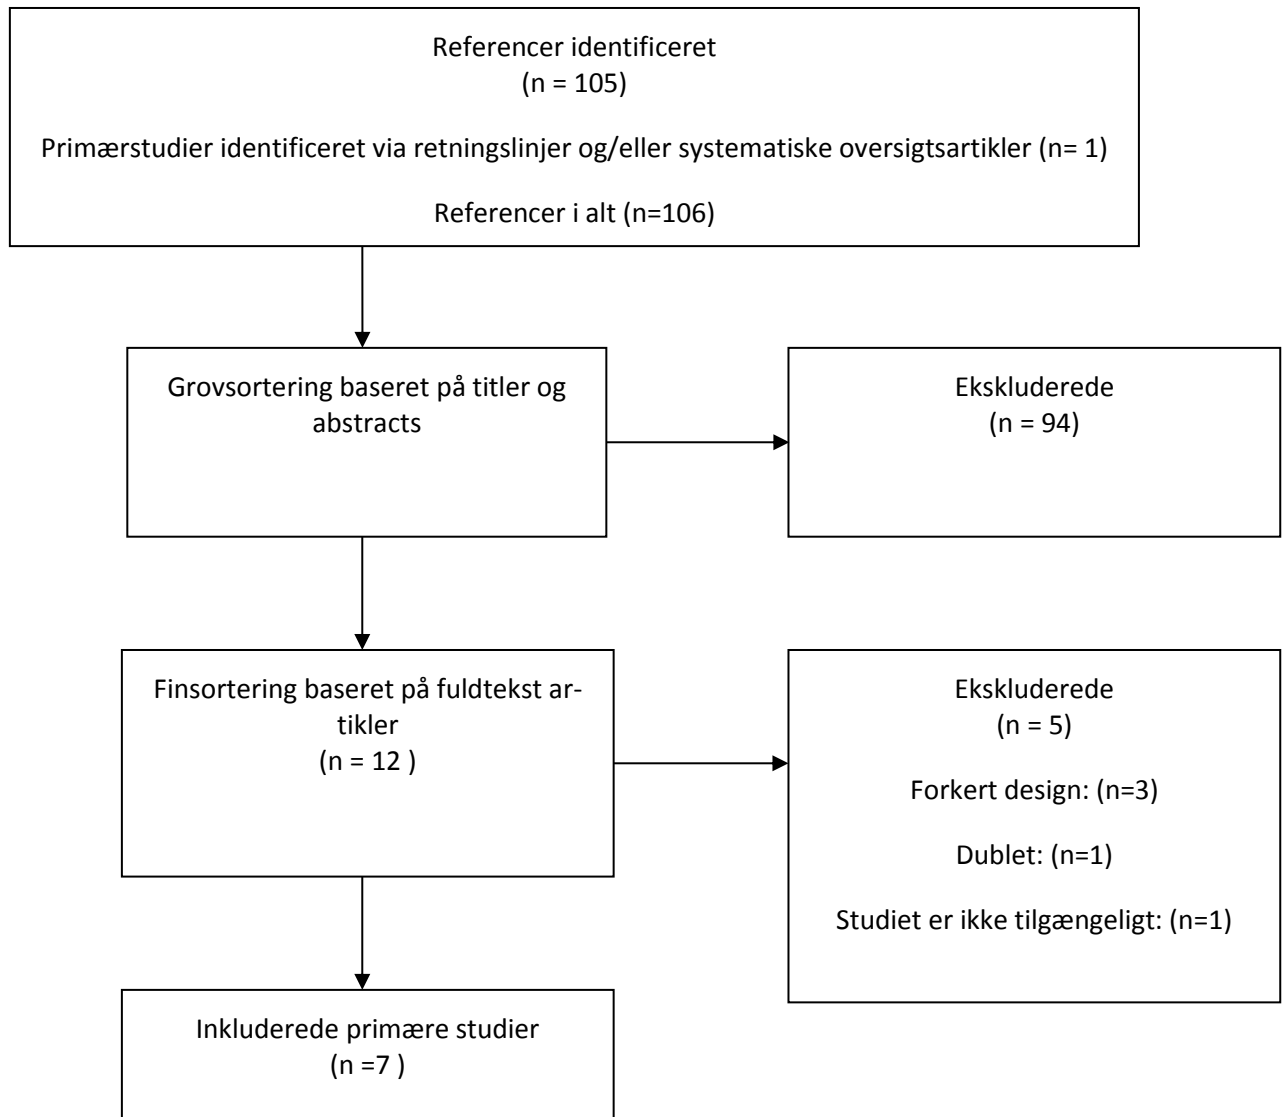 Referencer identificeret
(n = 105)
Primærstudier identificeret via retningslinjer og/eller systematiske oversigtsartikler (n= 1)
Referencer i alt (n=106)
Grovsortering baseret på titler og
abstracts
Ekskluderede
(n = 94)
Finsortering baseret på fuldtekst ar-
tikler
(n = 12 )
Ekskluderede
(n = 5)
Forkert design: (n=3)
Dublet: (n=1)
Studiet er ikke tilgængeligt: (n=1)
Inkluderede primære studier
(n =7 )